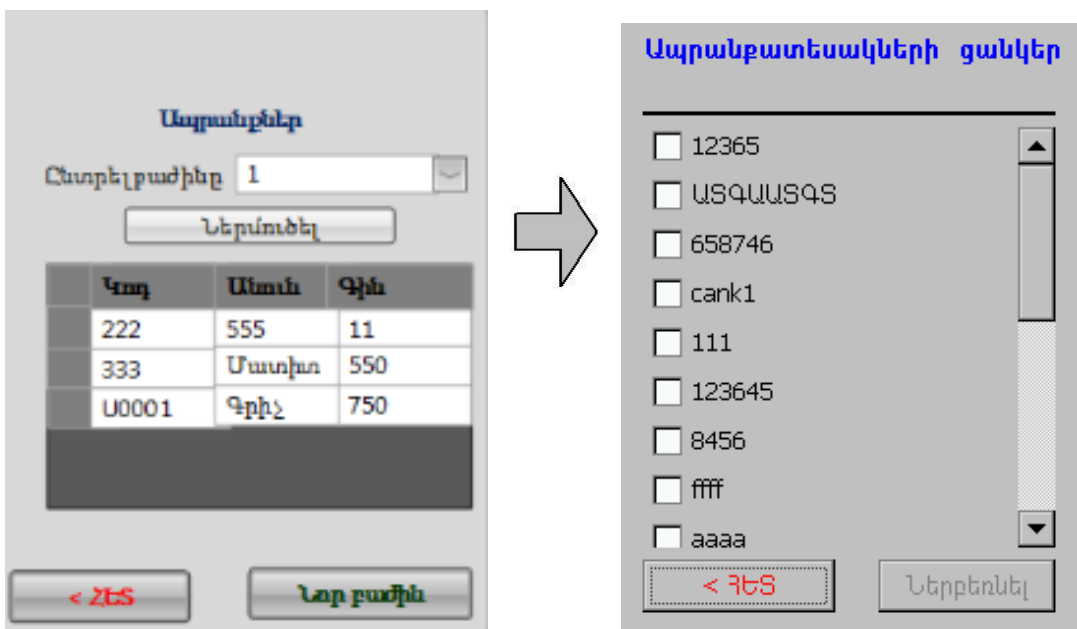 Ապրանքներ
Ընտրել բաժինը 1
Ներմուծել
Կոդ Անուն Գին
222 555 11
333 Մատիտ 550
Ա0001 Գրիչ 750
< ՀԵՏ Նոր բաժին
Ապրանքատեսակների ցանկեր
12365
ԱՏԳԱԱՏԳՏ
658746
cank1
111
123645
8456
ffff
aaaa
< ՀԵՏ Ներբեռնել